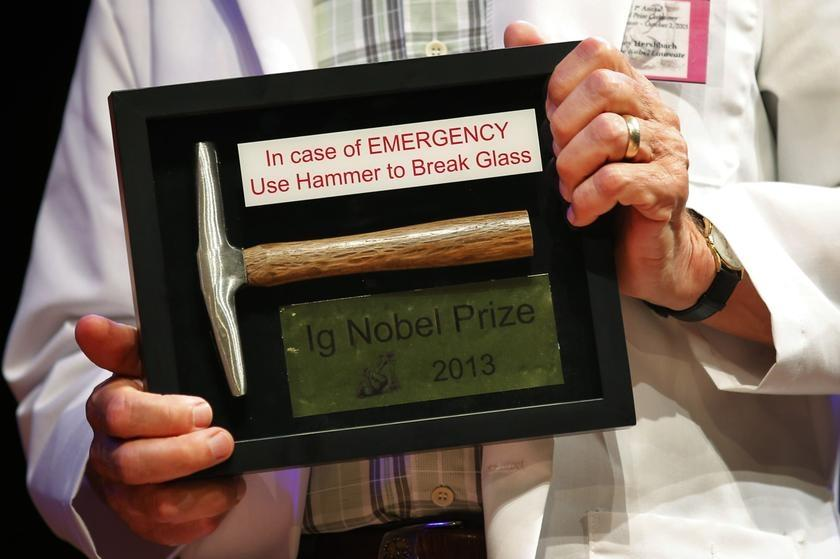 In case of EMERGENCY
Use Hammer to Break Glass
Ig Nobel Prize
2013